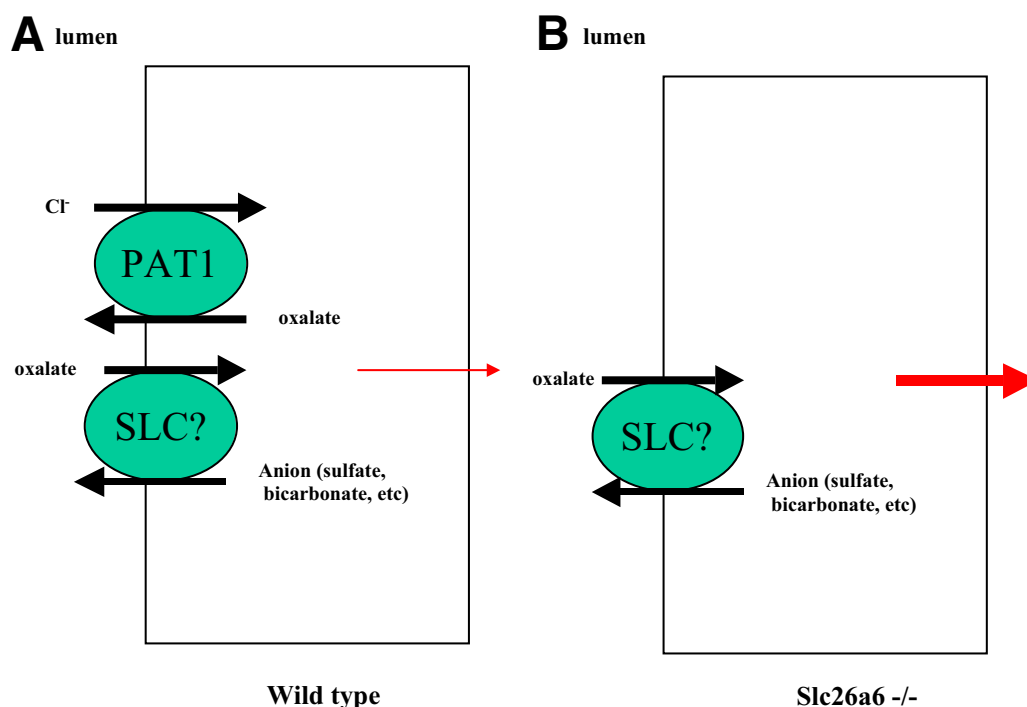 A lumen
Cl-
PAT1
oxalate
oxalate
SLC?
Anion (sulfate,
bicarbonate, etc)
Wild type
B lumen
oxalate
SLC?
Anion (sulfate,
bicarbonate, etc)
Slc26a6 -/-